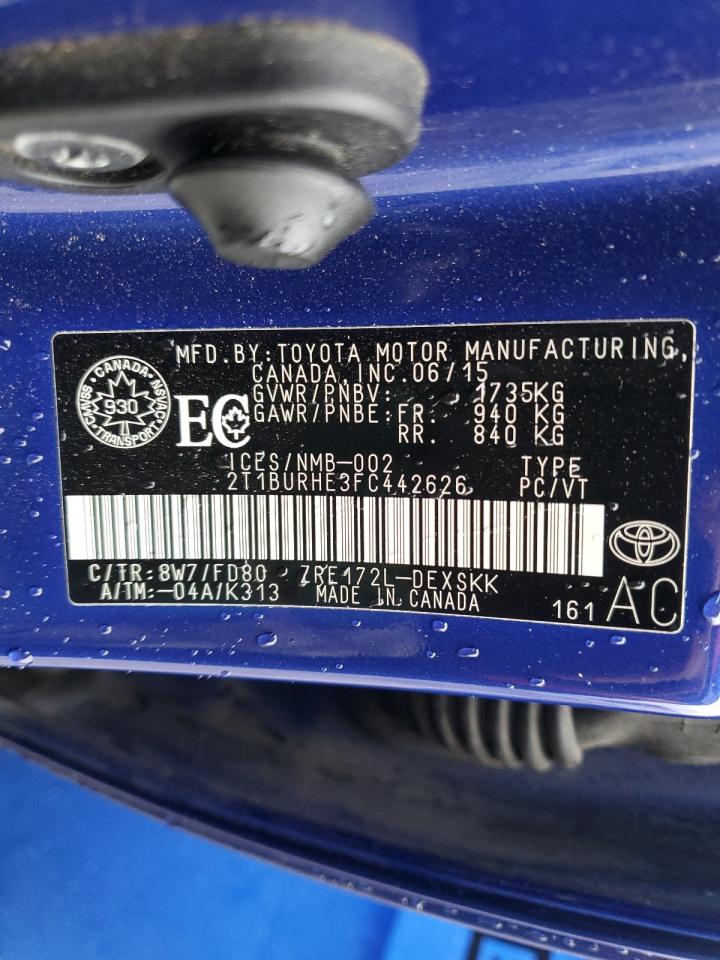 MFD. BY: TOYOTA MOTOR MANUFACTURING,
CANADA, INC. 06/15
GVWR/PNBV: 1735KG
GAWR/PNBE: FR. 940 KG
RR. 840 KG
CANADA
CMVSS NSVAC
930
TRANSPORT
EC
ICES/NMB-002 TYPE
2T1BURHE3FC442626 PC/VT
C/TR: 8W7/FD80 ZRE172L-DEXSKK
A/TM: -04A/K313 MADE IN CANADA
161 AC